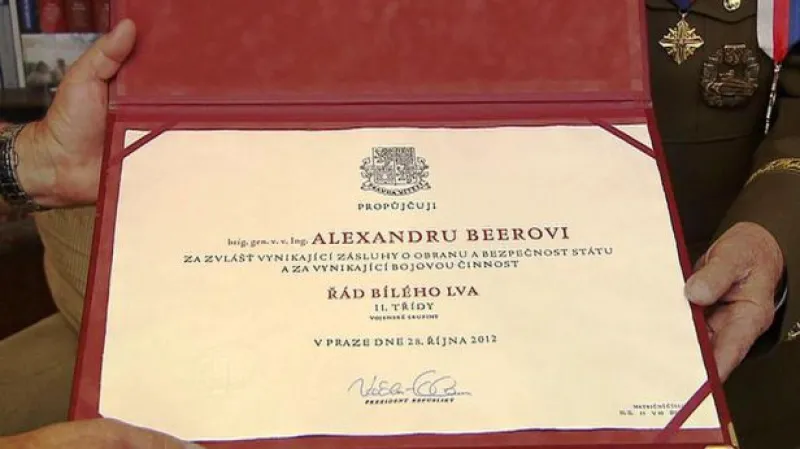 PRAVDA VÍTĚZÍ
PROPŮJČUJI
brig. gen. v. v. Ing. ALEXANDRU BEEROVI
ZA ZVLÁŠŤ VYNIKAJÍCÍ ZÁSLUHY O OBRANU A BEZPEČNOST STÁTU
A ZA VYNIKAJÍCÍ BOJOVOU ČINNOST
ŘÁD BÍLÉHO LVA
II. TŘÍDY
VOJENSKÉ SKUPINY
V PRAZE DNE 28. ŘÍJNA 2012
PRESIDENT REPUBLIKY